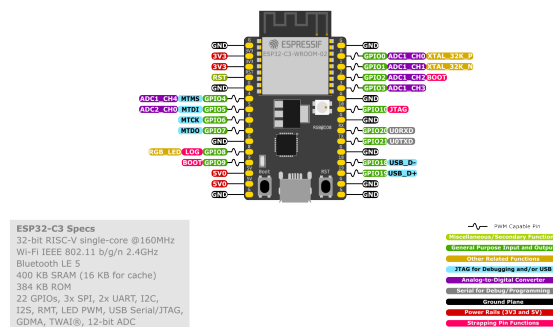 ESPRESSIF
ESP32-C3-WROOM-02
GND GND
3V3 GPIO0 ADC1_CH0 XTAL_32K_P
3V3 GPIO1 ADC1_CH1 XTAL_32K_N
RST GPIO2 ADC1_CH2 BOOT
GND GPIO3 ADC1_CH3
ADC1_CH4 MTMS GPIO4 GND
ADC2_CH0 MTDI GPIO5 GPIO10 JTAG
MTCK GPIO6 GND
MTDO GPIO7 RGB@IO8 GPIO20 U0RXD
GND GPIO21 U0TXD
RGB_LED LOG GPIO8 GND
BOOT GPIO9 GPIO18 USB_D+
5V0 Boot RST GPIO19 USB_D+
5V0 GND
GND GND
ESP32-C3 Specs
32-bit RISC-V single-core @160MHz
Wi-Fi IEEE 802.11 b/g/n 2.4GHz
Bluetooth LE 5
400 KB SRAM (16 KB for cache)
384 KB ROM
22 GPIOs, 3x SPI, 2x UART, I2C,
I2S, RMT, LED PWM, USB Serial/JTAG,
GDMA, TWAI®, 12-bit ADC
PWM Capable Pin
Miscellaneous/Secondary Function
General Purpose Input and Output
Other Related Functions
JTAG for Debugging and/or USB
Analog-to-Digital Converter
Serial for Debug/Programming
Ground Plane
Power Rails (3V3 and 5V)
Strapping Pin Functions